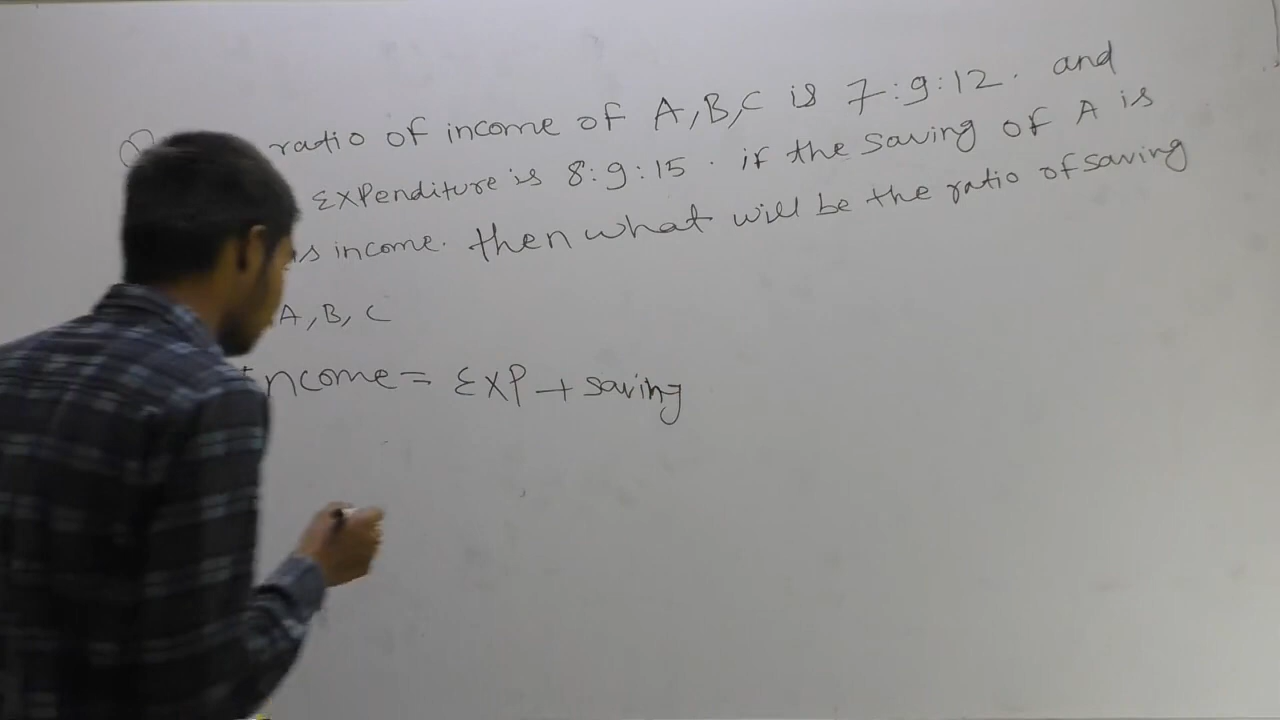 ratio of income of A,B,C is 7:9:12. and
Expenditure is 8:9:15. if the saving of A is
income. then what will be the ratio of saving
A, B, C
Income = Exp + saving